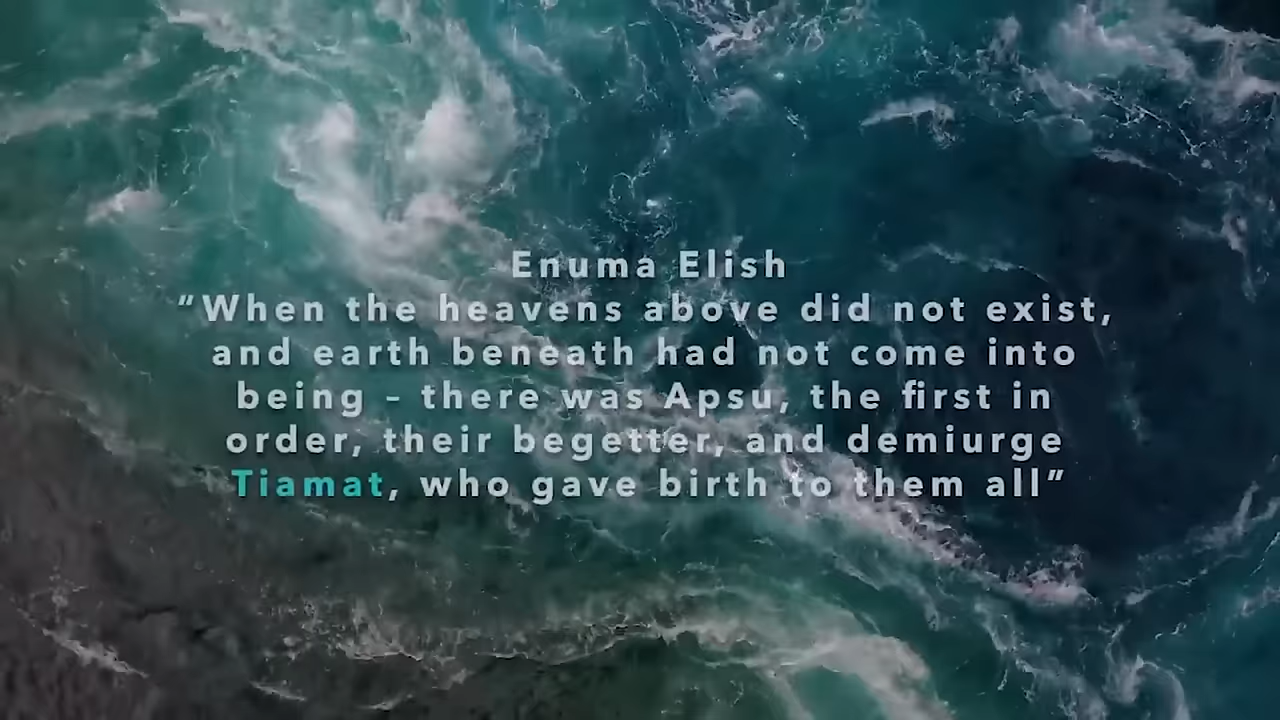 Enuma Elish
“When the heavens above did not exist,
and earth beneath had not come into
being – there was Apsu, the first in
order, their begetter, and demiurge
Tiamat, who gave birth to them all”